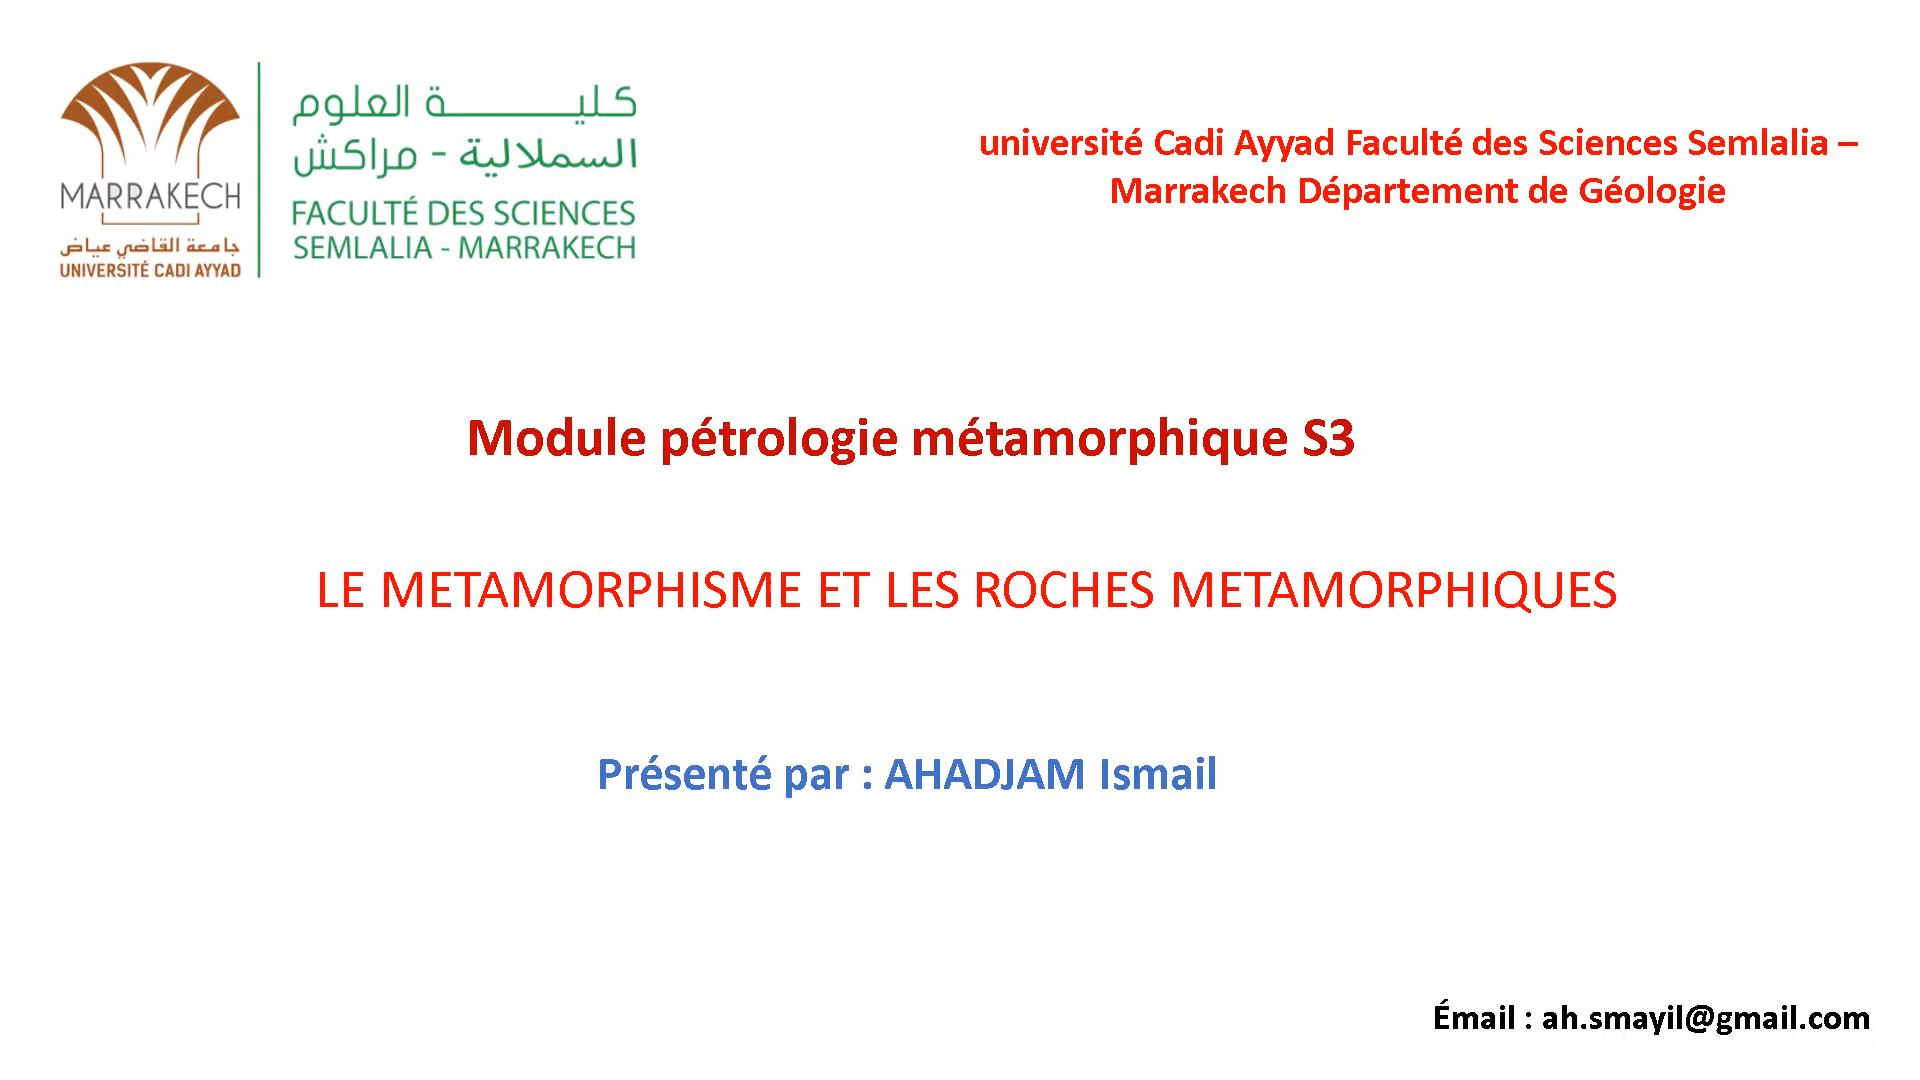 MARRAKECH
جامعة القاضي عياض
UNIVERSITÉ CADI AYYAD
كليـــــــــة العلوم
السملالية - مراكش
FACULTÉ DES SCIENCES
SEMLALIA - MARRAKECH
université Cadi Ayyad Faculté des Sciences Semlalia –
Marrakech Département de Géologie
Module pétrologie métamorphique S3
LE METAMORPHISME ET LES ROCHES METAMORPHIQUES
Présenté par : AHADJAM Ismail
Émail : ah.smayil@gmail.com